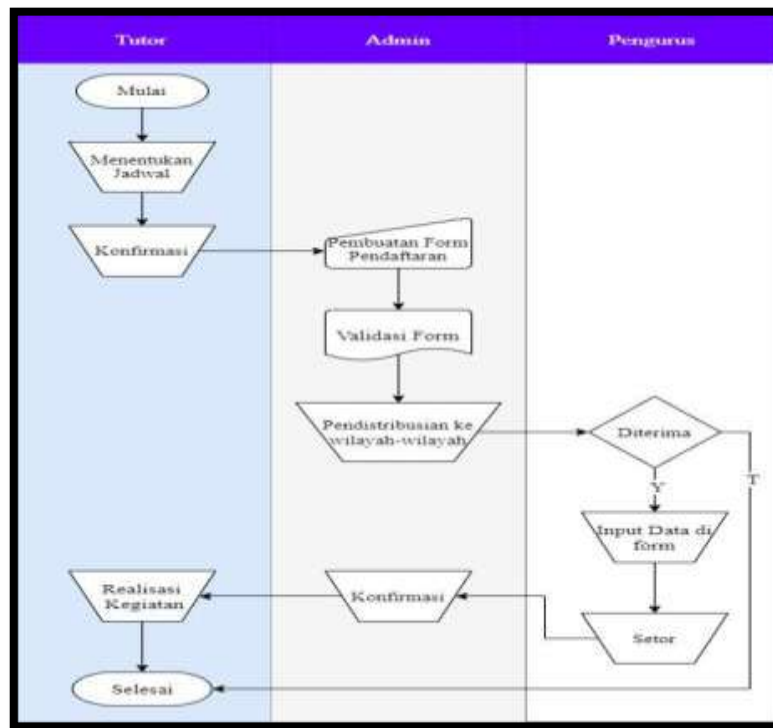 Tutor
Admin
Pengurus
Mulai
Menentukan
Jadwal
Konfirmasi
Pembuatan Form
Pendaftaran
Validasi Form
Pendistribusian ke
wilayah-wilayah
Diterima
T
Y
Input Data di
form
Realisasi
Kegiatan
Konfirmasi
Setor
Selesai